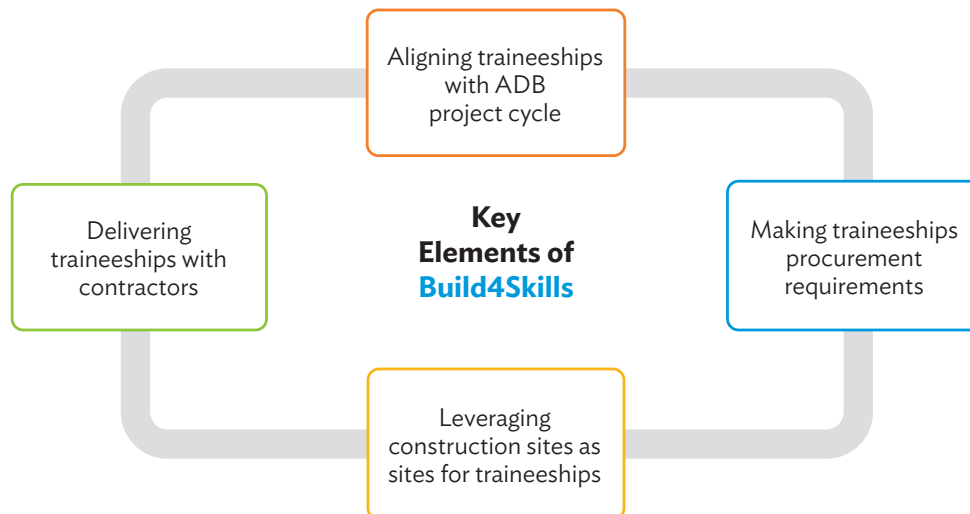 Aligning traineeships
with ADB
project cycle
Delivering
traineeships with
contractors
Key
Elements of
Build4Skills
Making traineeships
procurement
requirements
Leveraging
construction sites as
sites for traineeships